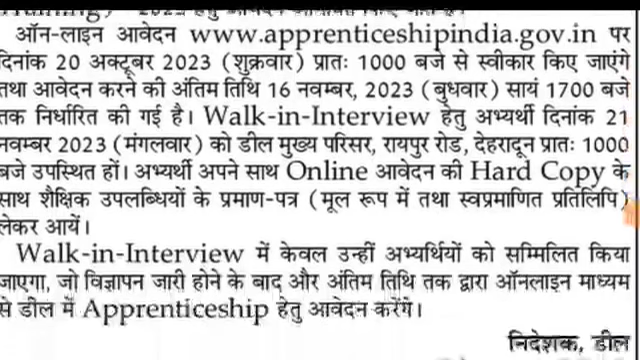 2023 हेतु आवेदन
ऑन-लाइन आवेदन www.apprenticeshipindia.gov.in पर
दिनांक 20 अक्टूबर 2023 (शुक्रवार) प्रातः 1000 बजे से स्वीकार किए जाएंगे
तथा आवेदन करने की अंतिम तिथि 16 नवम्बर, 2023 (बुधवार) सायं 1700 बजे
तक निर्धारित की गई है। Walk-in-Interview हेतु अभ्यर्थी दिनांक 21
नवम्बर 2023 (मंगलवार) को डील मुख्य परिसर, रायपुर रोड, देहरादून प्रातः 1000
बजे उपस्थित हों। अभ्यर्थी अपने साथ Online आवेदन की Hard Copy के
साथ शैक्षिक उपलब्धियों के प्रमाण-पत्र (मूल रूप में तथा स्वप्रमाणित प्रतिलिपि)
लेकर आयें।
Walk-in-Interview में केवल उन्हीं अभ्यर्थियों को सम्मिलित किया
जाएगा, जो विज्ञापन जारी होने के बाद और अंतिम तिथि तक द्वारा ऑनलाइन माध्यम
से डील में Apprenticeship हेतु आवेदन करेंगे।
निदेशक, डील